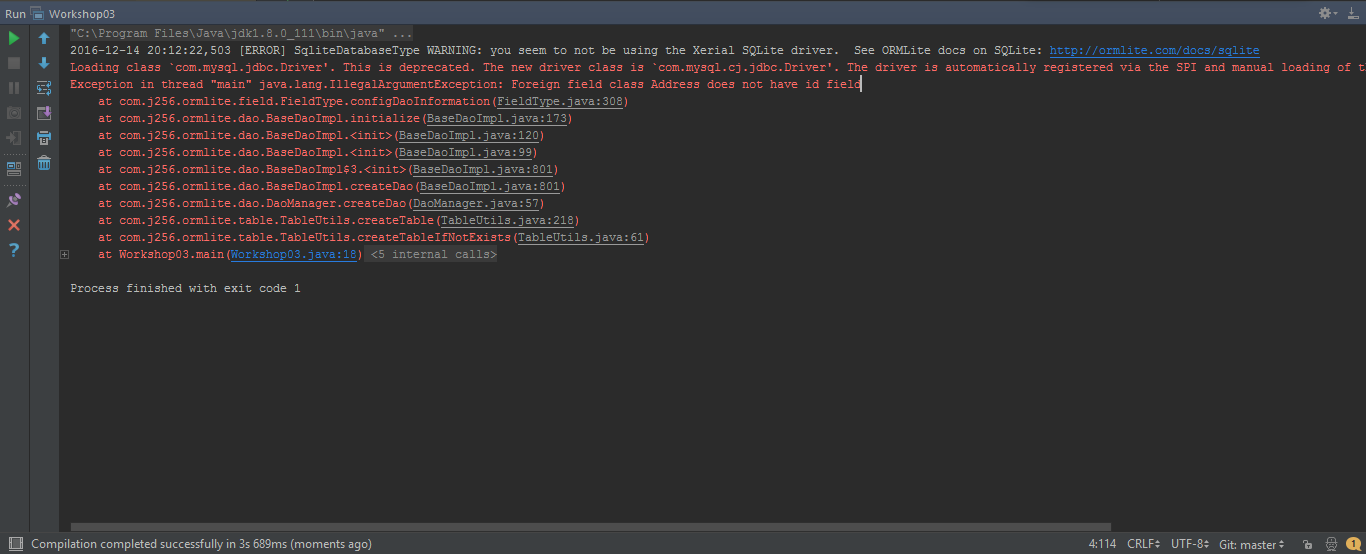 Run Workshop03
"C:\Program Files\Java\jdk1.8.0_111\bin\java" ...
2016-12-14 20:12:22,503 [ERROR] SqliteDatabaseType WARNING: you seem to not be using the Xerial SQLite driver.  See ORMLite docs on SQLite: http://ormlite.com/docs/sqlite
Loading class `com.mysql.jdbc.Driver'. This is deprecated. The new driver class is `com.mysql.cj.jdbc.Driver'. The driver is automatically registered via the SPI and manual loading of t
Exception in thread "main" java.lang.IllegalArgumentException: Foreign field class Address does not have id field
at com.j256.ormlite.field.FieldType.configDaoInformation(FieldType.java:308)
at com.j256.ormlite.dao.BaseDaoImpl.initialize(BaseDaoImpl.java:173)
at com.j256.ormlite.dao.BaseDaoImpl.<init>(BaseDaoImpl.java:120)
at com.j256.ormlite.dao.BaseDaoImpl.<init>(BaseDaoImpl.java:99)
at com.j256.ormlite.dao.BaseDaoImpl$3.<init>(BaseDaoImpl.java:801)
at com.j256.ormlite.dao.BaseDaoImpl.createDao(BaseDaoImpl.java:801)
at com.j256.ormlite.dao.DaoManager.createDao(DaoManager.java:57)
at com.j256.ormlite.table.TableUtils.createTable(TableUtils.java:218)
at com.j256.ormlite.table.TableUtils.createTableIfNotExists(TableUtils.java:61)
at Workshop03.main(Workshop03.java:18) <5 internal calls>
Process finished with exit code 1
Compilation completed successfully in 3s 689ms (moments ago) 4:114 CRLF UTF-8 Git: master 1